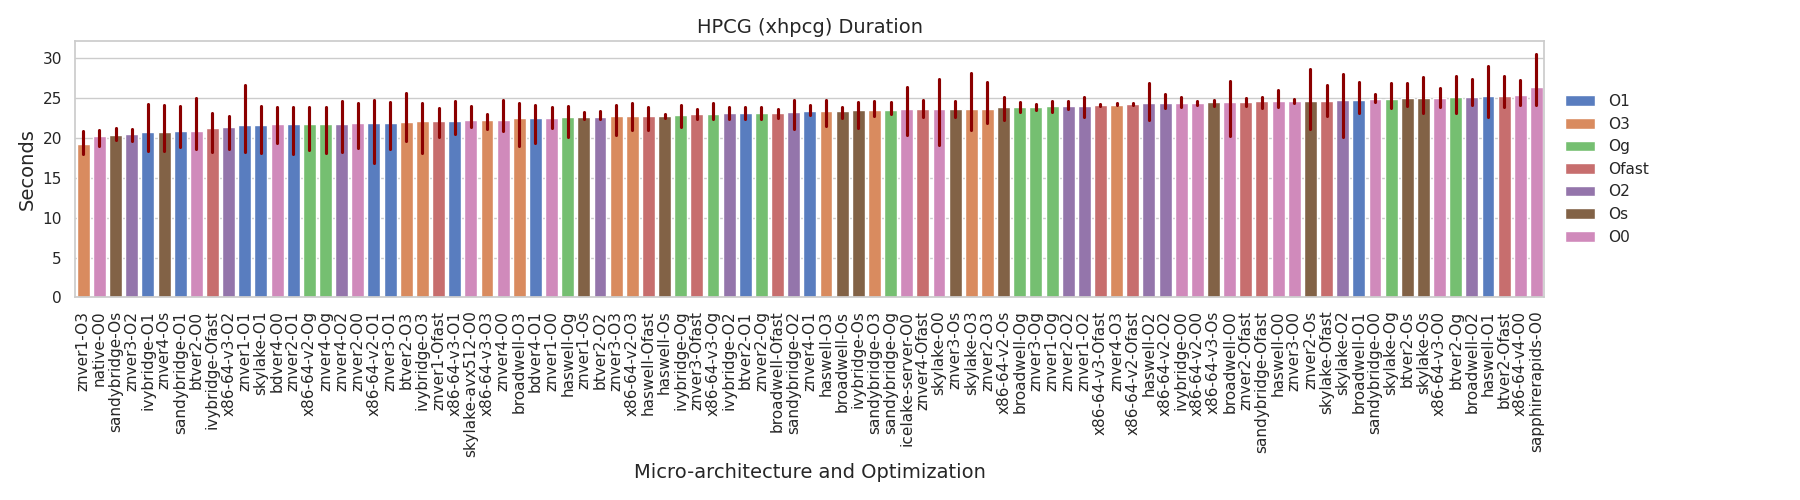 HPCG (xhpcg) Duration
Seconds
30
25
20
15
10
5
0
O1
O3
Og
Ofast
O2
Os
O0
znver1-O3
native-O0
sandybridge-Os
znver3-O2
ivybridge-O1
znver4-Os
sandybridge-O1
btver2-O0
ivybridge-Ofast
x86-64-v3-O2
znver1-O1
skylake-O1
bdver4-O0
znver2-O1
x86-64-v2-Og
znver4-Og
znver4-O2
znver2-O0
x86-64-v2-O1
znver3-O1
btver2-O3
ivybridge-O3
znver1-Ofast
x86-64-v3-O1
skylake-avx512-O0
x86-64-v3-O3
znver4-O0
broadwell-O3
bdver4-O1
znver1-O0
haswell-Og
znver1-Os
btver2-O2
znver3-O3
x86-64-v2-O3
haswell-Ofast
haswell-Os
ivybridge-Og
znver3-Ofast
x86-64-v3-Og
ivybridge-O2
btver2-O1
znver2-Og
broadwell-Ofast
sandybridge-O2
znver4-O1
haswell-O3
broadwell-Os
ivybridge-Os
sandybridge-O3
sandybridge-Og
icelake-server-O0
znver4-Ofast
skylake-O0
znver3-Os
skylake-O3
znver2-O3
x86-64-v2-Os
broadwell-Og
znver3-Og
znver1-Og
znver2-O2
znver1-O2
x86-64-v3-Ofast
znver4-O3
x86-64-v2-Ofast
haswell-O2
x86-64-v2-O2
ivybridge-O0
x86-64-v2-O0
x86-64-v3-Os
broadwell-O0
znver2-Ofast
sandybridge-Ofast
haswell-O0
znver3-O0
znver2-Os
skylake-Ofast
skylake-O2
broadwell-O1
sandybridge-O0
skylake-Og
btver2-Os
skylake-Os
x86-64-v3-O0
btver2-Og
broadwell-O2
haswell-O1
btver2-Ofast
x86-64-v4-O0
sapphirerapids-O0
Micro-architecture and Optimization